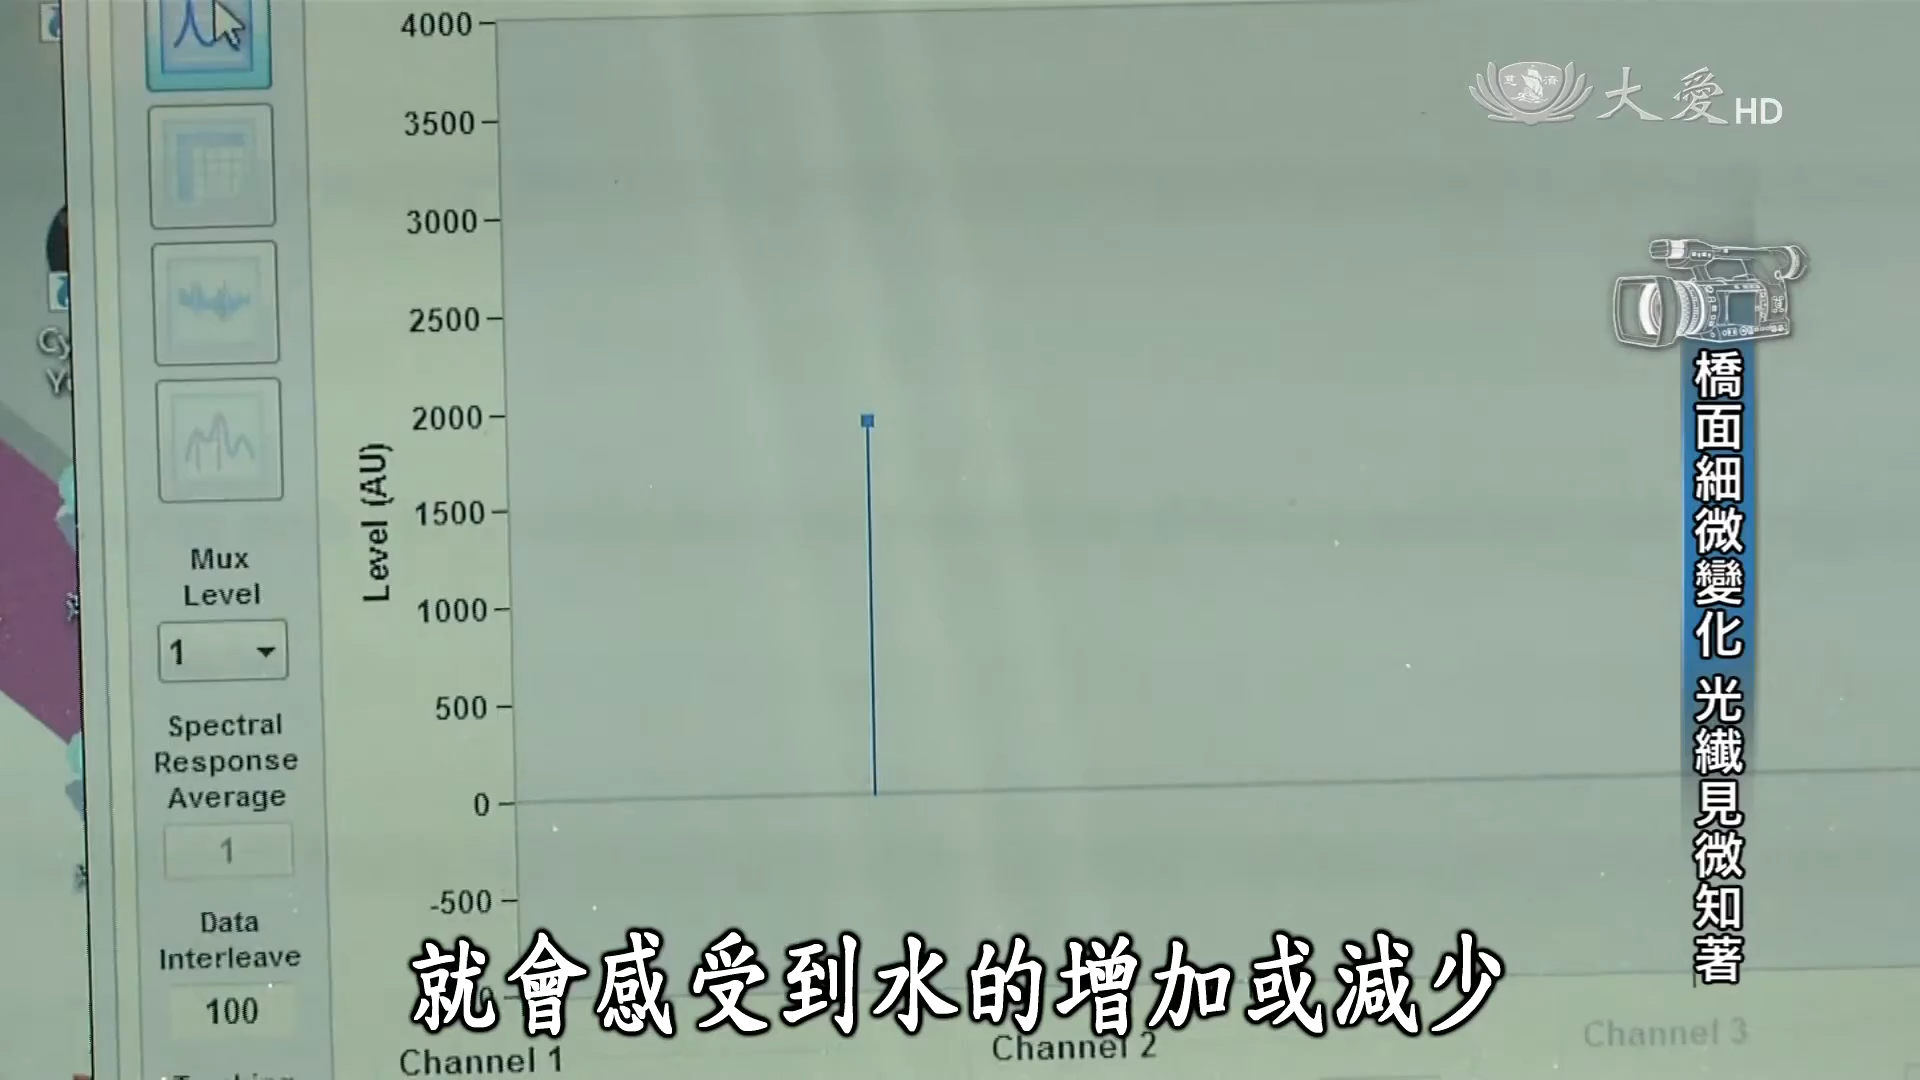 4000
3500
3000
2500
2000
1500
1000
500
0
-500
Level (AU)
Mux
Level
1
Spectral
Response
Average
1
Data
Interleave
100
Channel 1
Channel 2
Channel 3
大愛HD
橋面細微變化 光纖見微知著
就會感受到水的增加或減少